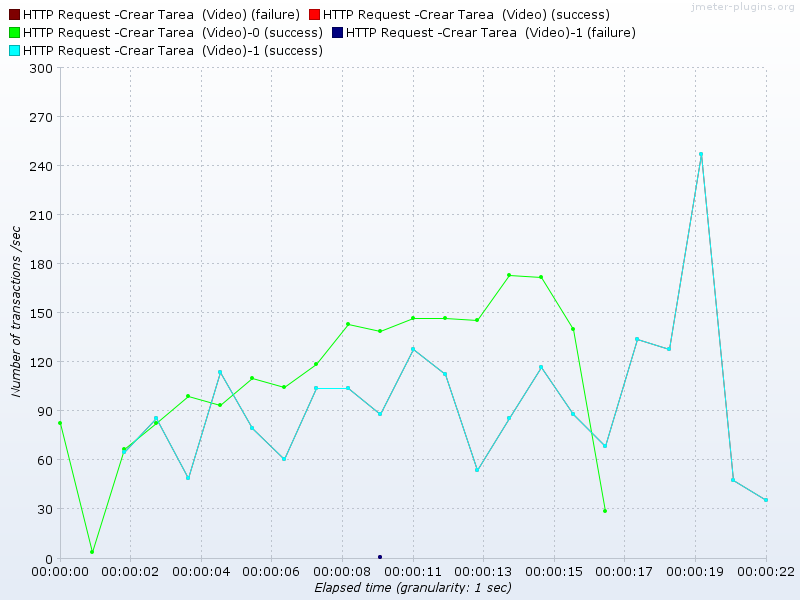 jmeter-plugins.org
HTTP Request -Crear Tarea (Video) (failure) HTTP Request -Crear Tarea (Video) (success)
HTTP Request -Crear Tarea (Video)-0 (success) HTTP Request -Crear Tarea (Video)-1 (failure)
HTTP Request -Crear Tarea (Video)-1 (success)
300
270
240
210
180
150
120
90
60
30
0
Number of transactions /sec
00:00:00 00:00:02 00:00:04 00:00:06 00:00:08 00:00:11 00:00:13 00:00:15 00:00:17 00:00:19 00:00:22
Elapsed time (granularity: 1 sec)